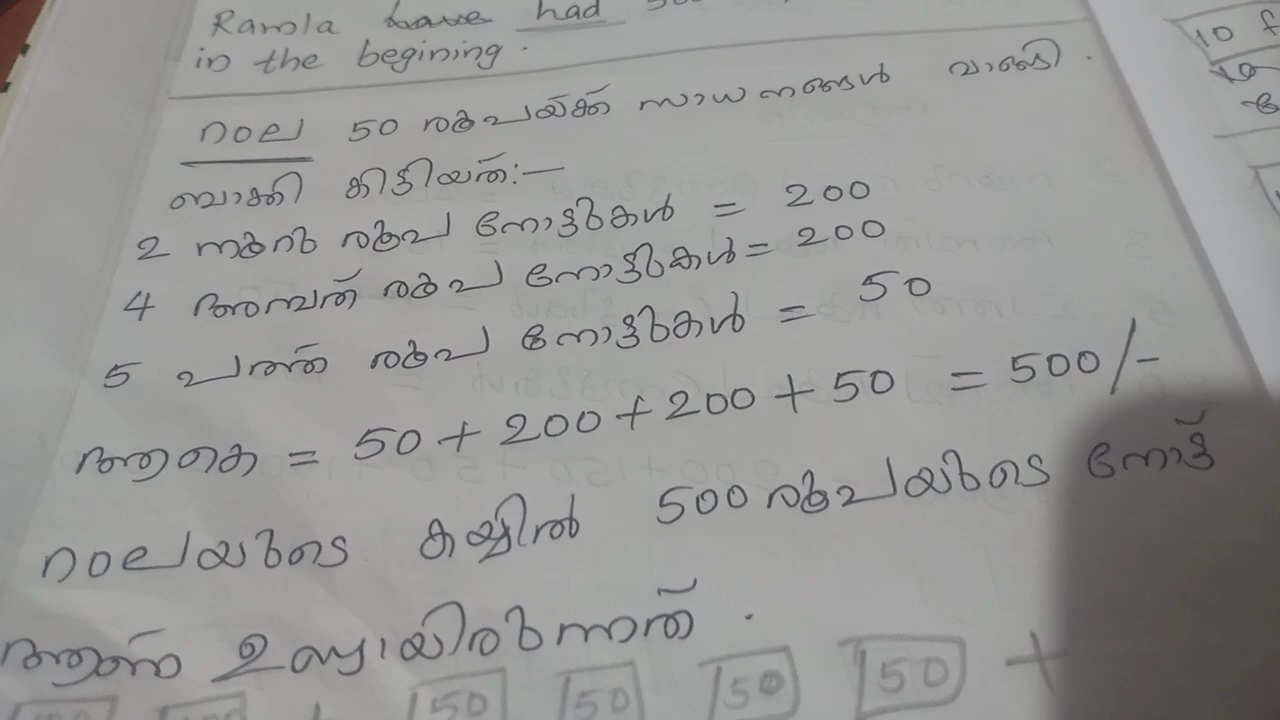 Ramla have had
in the begining.
റംല 50 രൂപയ്ക്ക് സാധനങ്ങൾ വാങ്ങി.
ബാക്കി കിട്ടിയത്:-
2 നൂറു രൂപ നോട്ടുകൾ = 200
4 അമ്പത് രൂപ നോട്ടുകൾ = 200
5 പത്ത് രൂപ നോട്ടുകൾ = 50
ആകെ = 50 + 200 + 200 + 50 = 500/-
റംലയുടെ കയ്യിൽ 500 രൂപയുടെ നോട്ട്
ആണ് ഉണ്ടായിരുന്നത്.
50 50 50 50 +
10